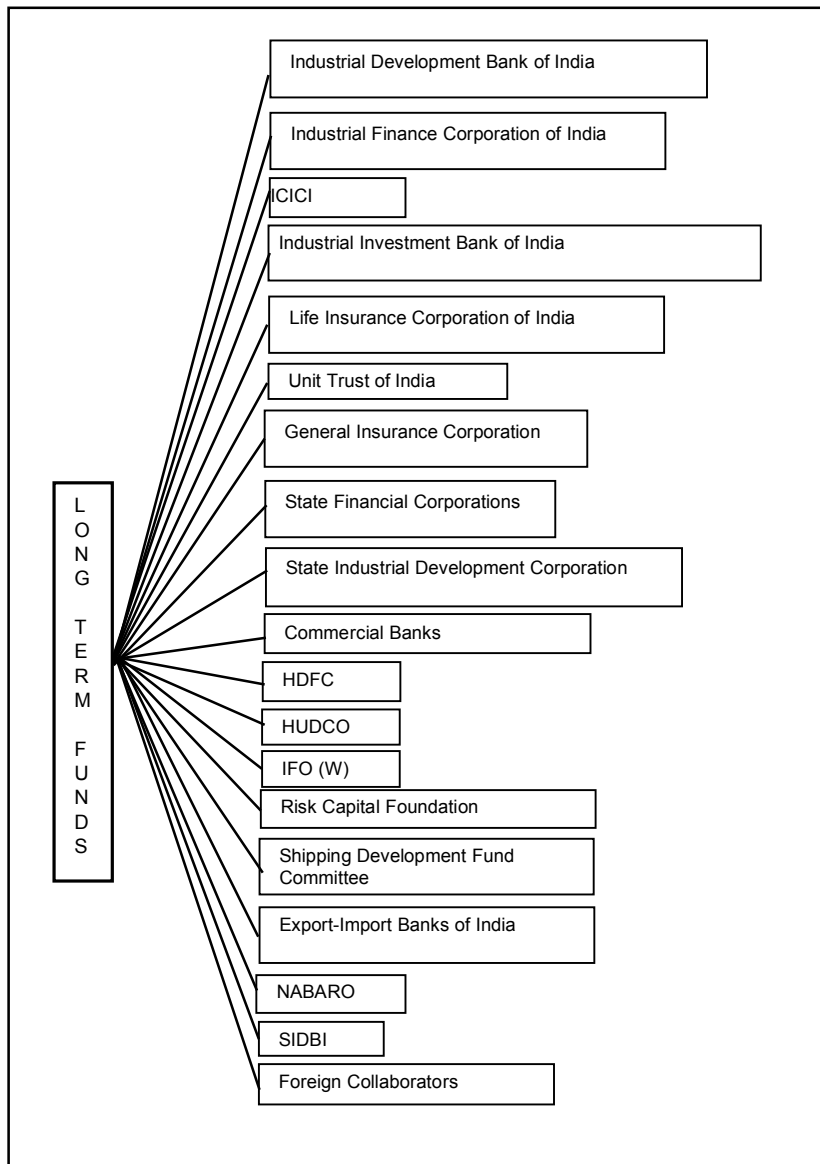 Industrial Development Bank of India
Industrial Finance Corporation of India
ICICI
Industrial Investment Bank of India
Life Insurance Corporation of India
Unit Trust of India
General Insurance Corporation
State Financial Corporations
State Industrial Development Corporation
Commercial Banks
HDFC
HUDCO
IFO (W)
Risk Capital Foundation
Shipping Development Fund
Committee
Export-Import Banks of India
NABARO
SIDBI
Foreign Collaborators
LONG TERM FUNDS